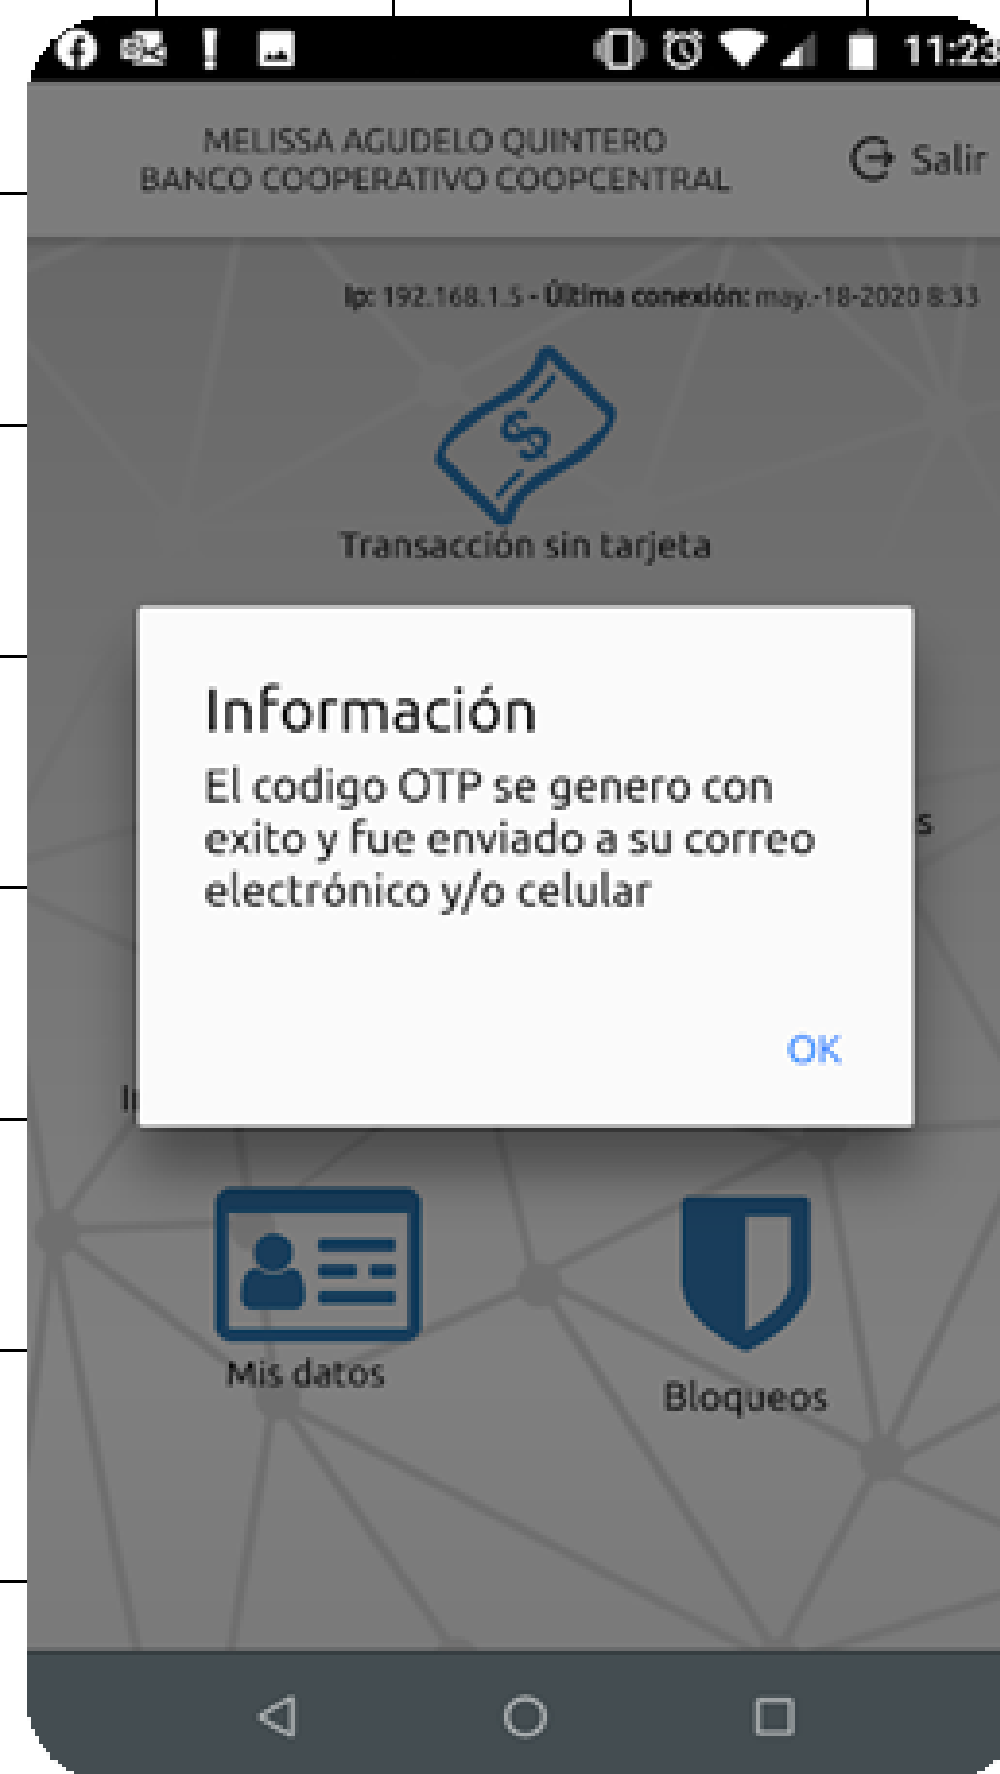 11:23
MELISSA AGUDELO QUINTERO
BANCO COOPERATIVO COOPCENTRAL
Salir
Ip: 192.168.1.5 - Última conexión: may.-18-2020 8:33
Transacción sin tarjeta
Información
El codigo OTP se genero con
exito y fue enviado a su correo
electrónico y/o celular
OK
Mis datos
Bloqueos